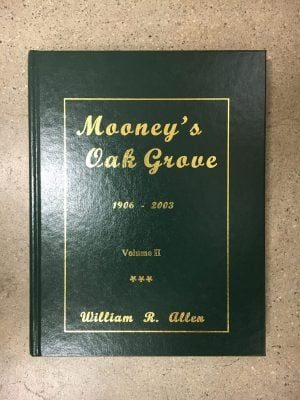 Mooney's
Oak Grove
1906 - 2003
Volume II
***
William R. Allen